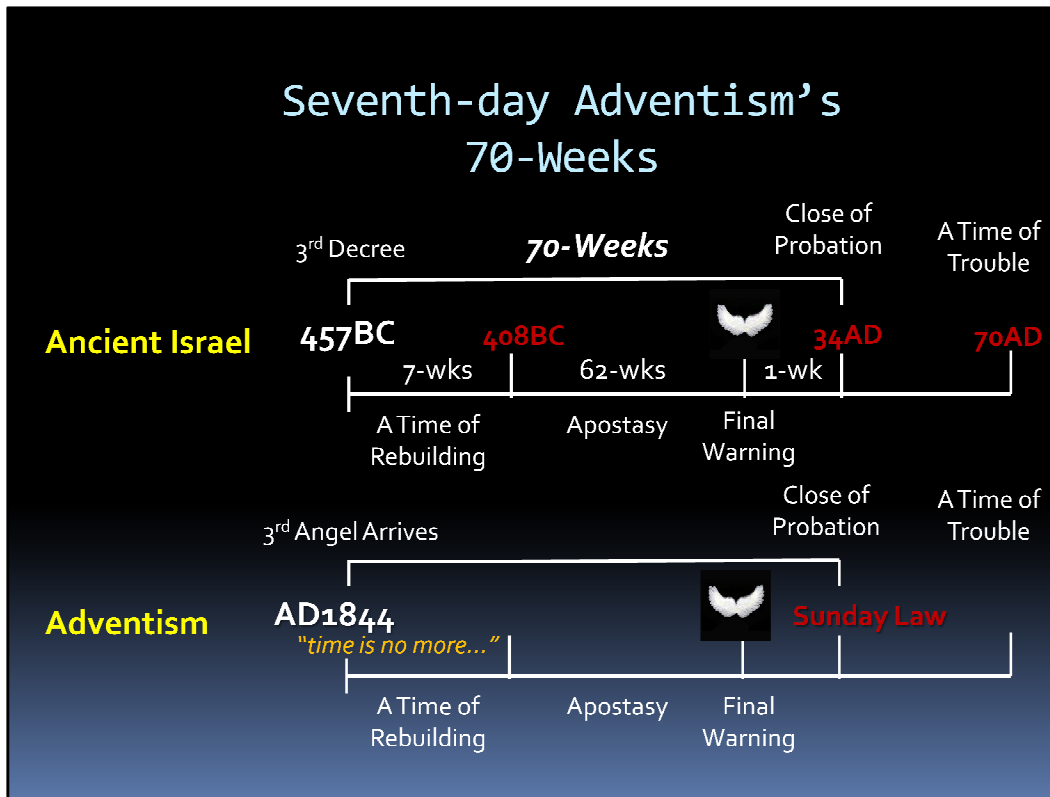 Seventh-day Adventism’s
70-Weeks
3rd Decree
70-Weeks
Close of
Probation
A Time of
Trouble
Ancient Israel
457BC
408BC
34AD
70AD
7-wks
62-wks
1-wk
A Time of
Rebuilding
Apostasy
Final
Warning
3rd Angel Arrives
Close of
Probation
A Time of
Trouble
Adventism
AD1844
Sunday Law
“time is no more…”
A Time of
Rebuilding
Apostasy
Final
Warning